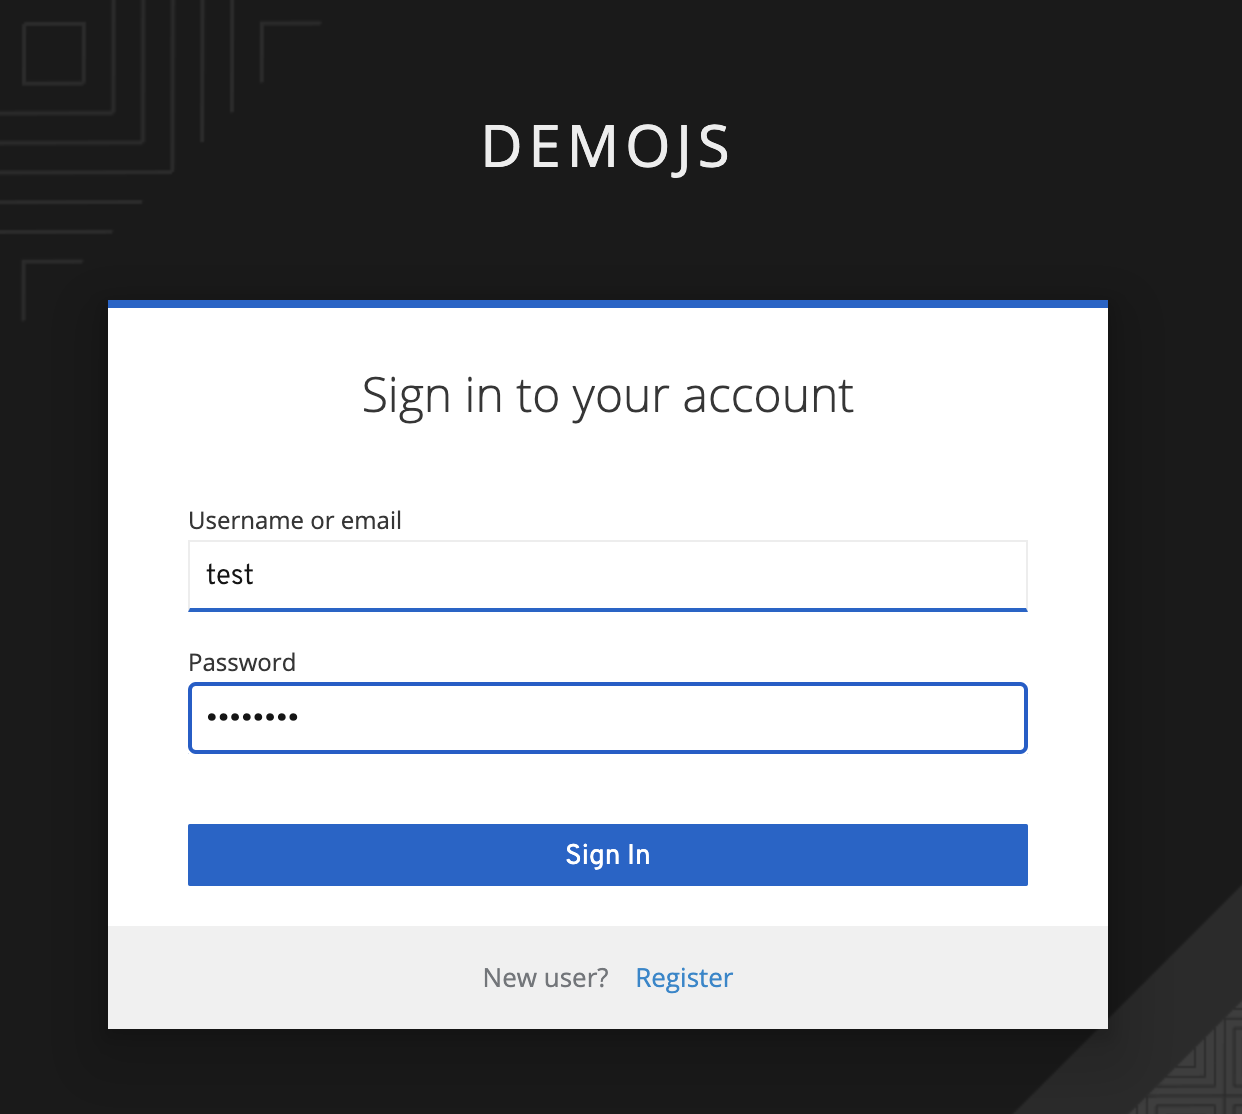 DEMOJS
Sign in to your account
Username or email
test
Password
••••••••
Sign In
New user? Register